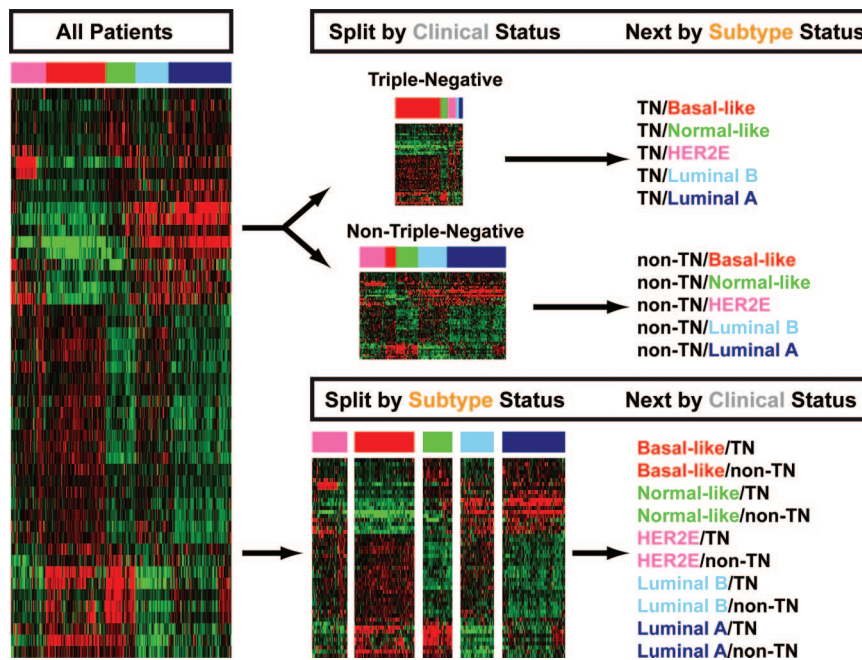 All Patients
Split by Clinical Status
Next by Subtype Status
Triple-Negative
TN/Basal-like
TN/Normal-like
TN/HER2E
TN/Luminal B
TN/Luminal A
Non-Triple-Negative
non-TN/Basal-like
non-TN/Normal-like
non-TN/HER2E
non-TN/Luminal B
non-TN/Luminal A
Split by Subtype Status
Next by Clinical Status
Basal-like/TN
Basal-like/non-TN
Normal-like/TN
Normal-like/non-TN
HER2E/TN
HER2E/non-TN
Luminal B/TN
Luminal B/non-TN
Luminal A/TN
Luminal A/non-TN